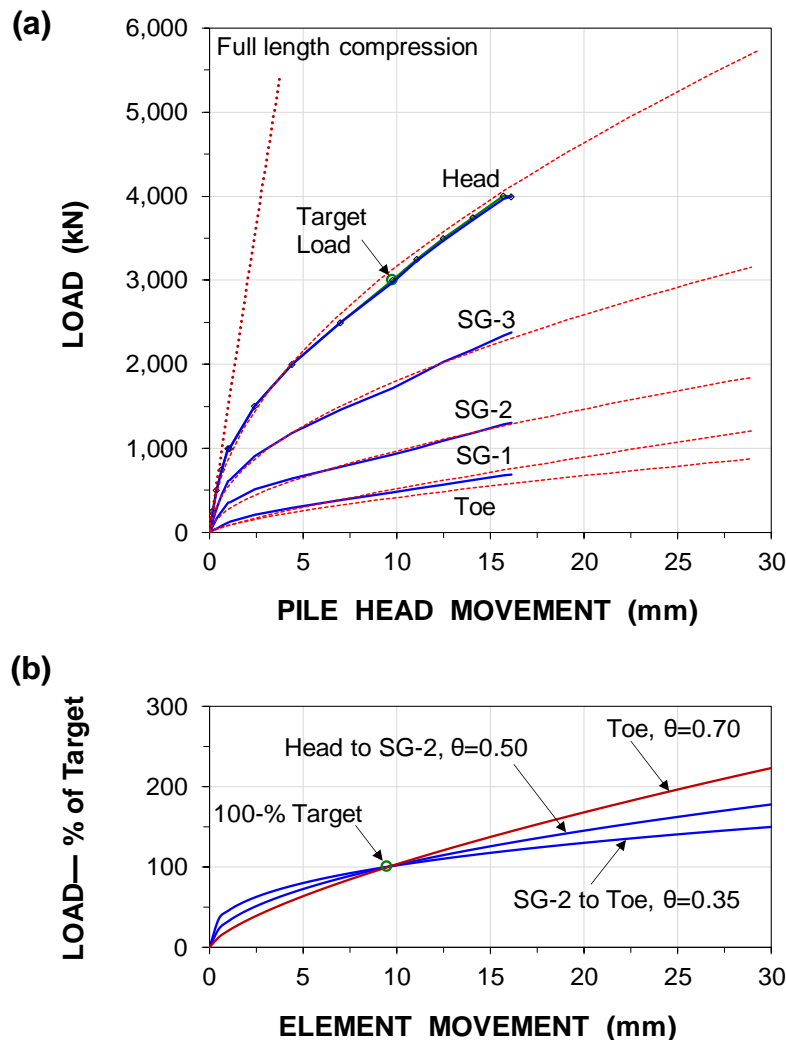 (a)
6,000
5,000
4,000
3,000
2,000
1,000
0
LOAD (kN)
Full length compression
Head
Target
Load
SG-3
SG-2
SG-1
Toe
0 5 10 15 20 25 30
PILE HEAD MOVEMENT (mm)
(b)
300
200
100
0
LOAD— % of Target
Toe, θ=0.70
Head to SG-2, θ=0.50
100-% Target
SG-2 to Toe, θ=0.35
0 5 10 15 20 25 30
ELEMENT MOVEMENT (mm)